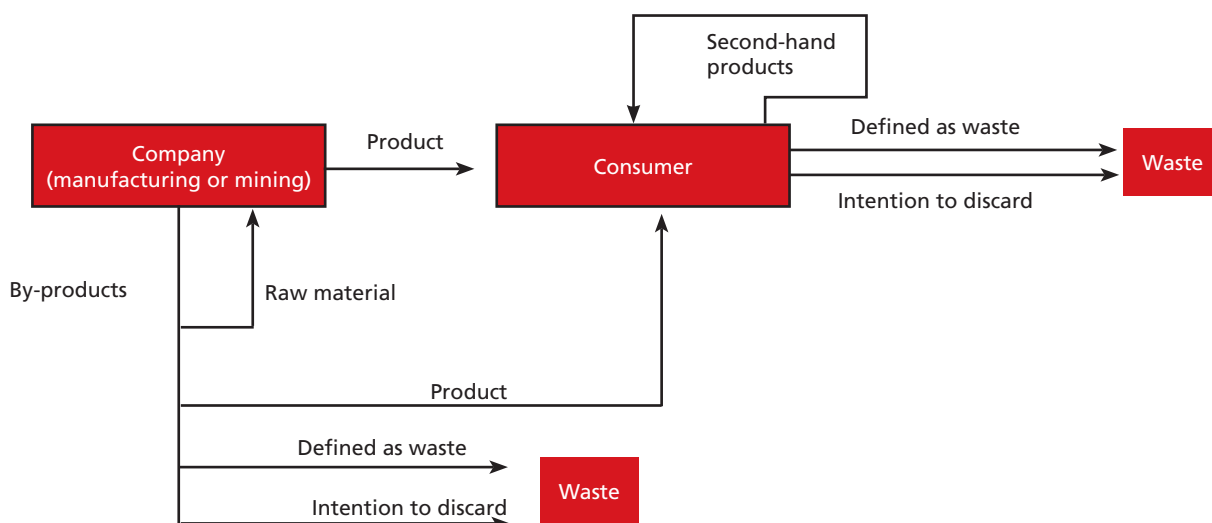 Second-hand
products
Company
(manufacturing or mining)
Product
Consumer
Defined as waste
Intention to discard
Waste
By-products
Raw material
Product
Defined as waste
Intention to discard
Waste